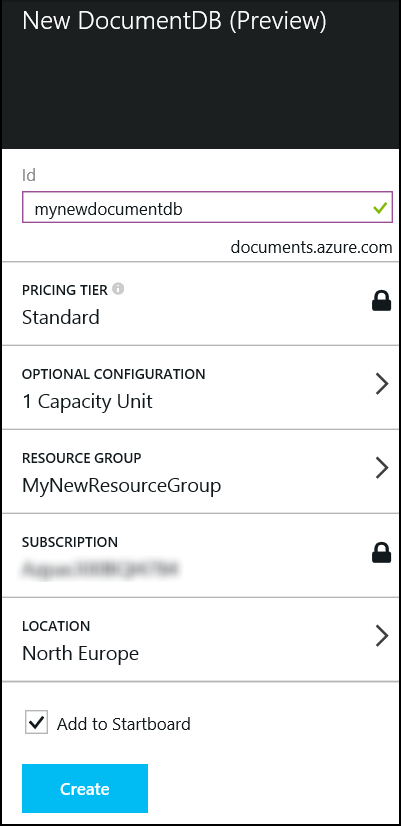 New DocumentDB (Preview)
Id
mynewdocumentdb
documents.azure.com
PRICING TIER
Standard
OPTIONAL CONFIGURATION
1 Capacity Unit
RESOURCE GROUP
MyNewResourceGroup
SUBSCRIPTION
LOCATION
North Europe
Add to Startboard
Create